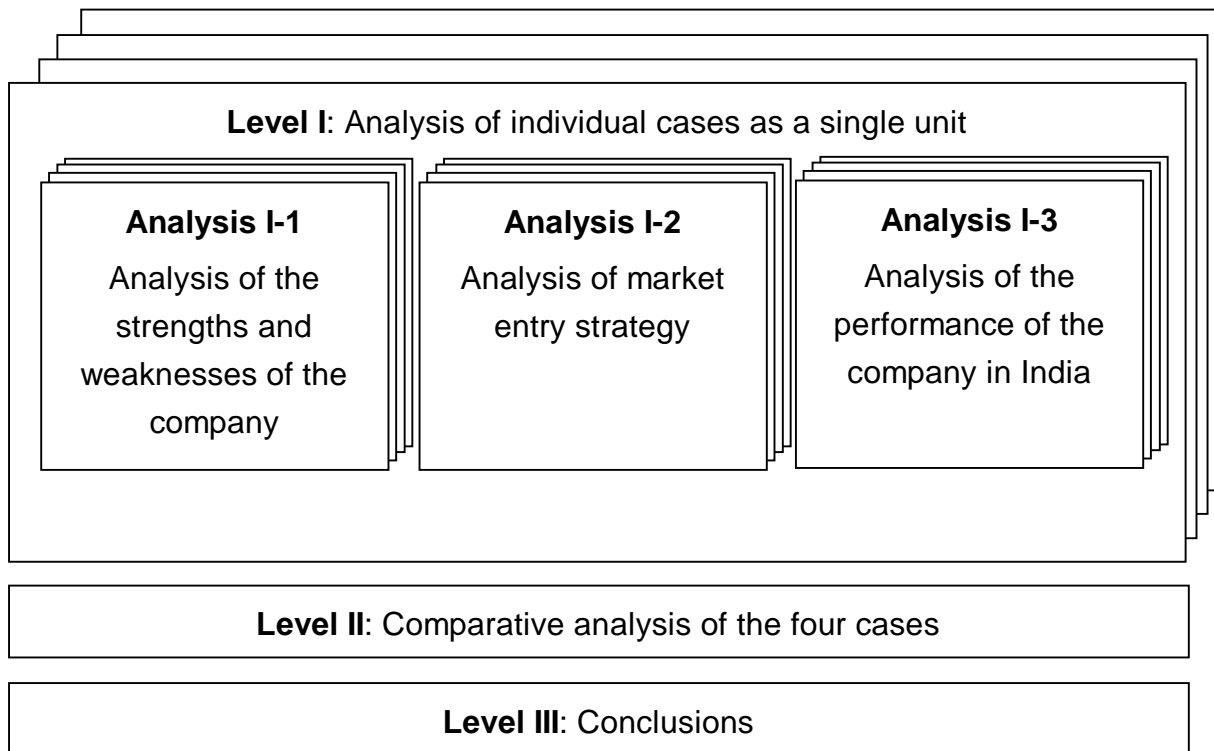 Level I: Analysis of individual cases as a single unit
Analysis I-1
Analysis of the
strengths and
weaknesses of the
company
Analysis I-2
Analysis of market
entry strategy
Analysis I-3
Analysis of the
performance of the
company in India
Level II: Comparative analysis of the four cases
Level III: Conclusions